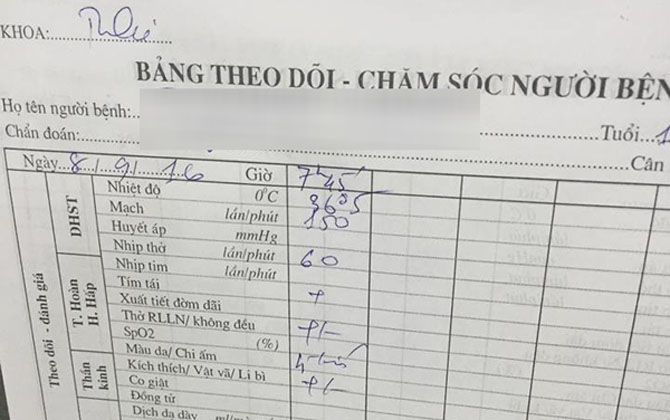 KHOA: Nhi
BẢNG THEO DÕI - CHĂM SÓC NGƯỜI BỆN
Họ tên người bệnh:
Chẩn đoán: Tuổi: 1
Cân
Ngày 8/9/16 Giờ 7h45
Theo dõi - đánh giá
DHST
Nhiệt độ 0°C 36°5
Mạch lần/phút 150
Huyết áp mmHg
Nhịp thở lần/phút 60
T. Hoàn H. Hấp
Nhịp tim lần/phút
Tím tái +
Xuất tiết đờm dãi
Thở RLLN/ không đều +/-
SpO2 (%)
Thần kinh
Màu da/ Chi ấm
Kích thích/ Vật vã/ Li bì +/-
Co giật
Đồng tử
Dịch dạ dày